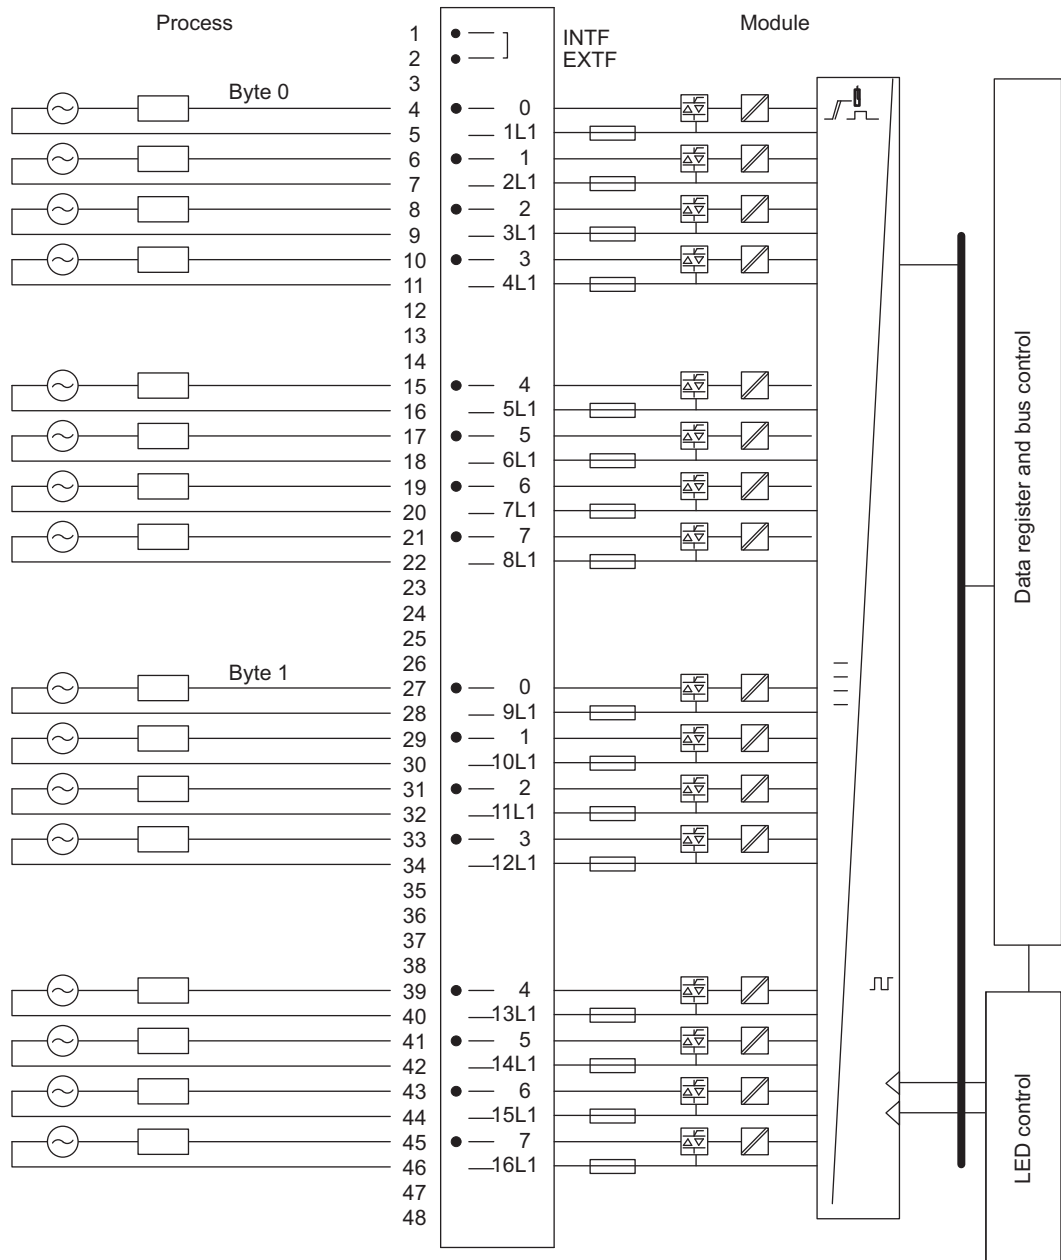 Process
Module
1
INTF
2
EXTF
3
Byte 0
4 0
5 1L1
6 1
7 2L1
8 2
9 3L1
10 3
11 4L1
12
13
14
15 4
16 5L1
17 5
18 6L1
19 6
20 7L1
21 7
22 8L1
23
24
25
26
Byte 1
27 0
28 9L1
29 1
30 10L1
31 2
32 11L1
33 3
34 12L1
35
36
37
38
39 4
40 13L1
41 5
42 14L1
43 6
44 15L1
45 7
46 16L1
47
48
Data register and bus control
LED control